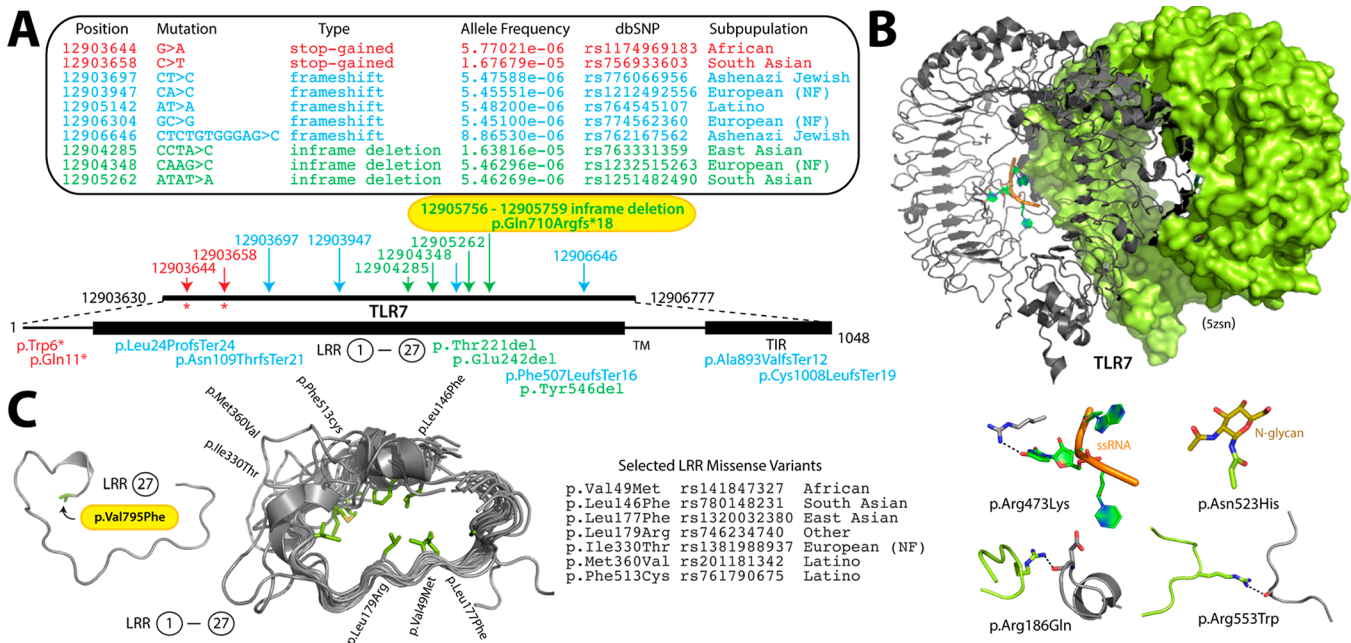 A
Position Mutation Type Allele Frequency dbSNP Subpopulation
12903644 G>A stop-gained 5.77021e-06 rs1174969183 African
12903658 C>T stop-gained 1.67679e-05 rs756933603 South Asian
12903697 CT>C frameshift 5.47588e-06 rs776066956 Ashenazi Jewish
12903947 CA>C frameshift 5.45551e-06 rs1212492556 European (NF)
12905142 AT>A frameshift 5.48200e-06 rs764545107 Latino
12906304 GC>G frameshift 5.45100e-06 rs774562360 European (NF)
12906646 CTCTGTGGGAG>C frameshift 8.86530e-06 rs762167562 Ashenazi Jewish
12904285 CCTA>C inframe deletion 1.63816e-05 rs763331359 East Asian
12904348 CAAG>C inframe deletion 5.46296e-06 rs1232515263 European (NF)
12905262 ATAT>A inframe deletion 5.46269e-06 rs1251482490 South Asian
12905756 - 12905759 inframe deletion
p.Gln710Argfs*18
12903697 12903947 12905262
12903658 12904348 12906646
12903644 12904285
12903630 12906777
* *
TLR7
1 1048
p.Trp6* p.Leu24ProfsTer24 LRR 1 — 27 p.Thr221del TM TIR
p.Gln11* p.Asn109ThrfsTer21 p.Glu242del p.Ala893ValfsTer12
p.Phe507LeufsTer16 p.Cys1008LeufsTer19
p.Tyr546del
B
(5zsn)
TLR7
ssRNA
N-glycan
p.Arg473Lys p.Asn523His
p.Arg186Gln p.Arg553Trp
C
LRR 27
p.Val795Phe
p.Ile330Thr
p.Met360Val
p.Phe513Cys
p.Leu146Phe
p.Leu179Arg
p.Val49Met
p.Leu177Phe
LRR 1 — 27
Selected LRR Missense Variants
p.Val49Met rs141847327 African
p.Leu146Phe rs780148231 South Asian
p.Leu177Phe rs1320032380 East Asian
p.Leu179Arg rs746234740 Other
p.Ile330Thr rs1381988937 European (NF)
p.Met360Val rs201181342 Latino
p.Phe513Cys rs761790675 Latino